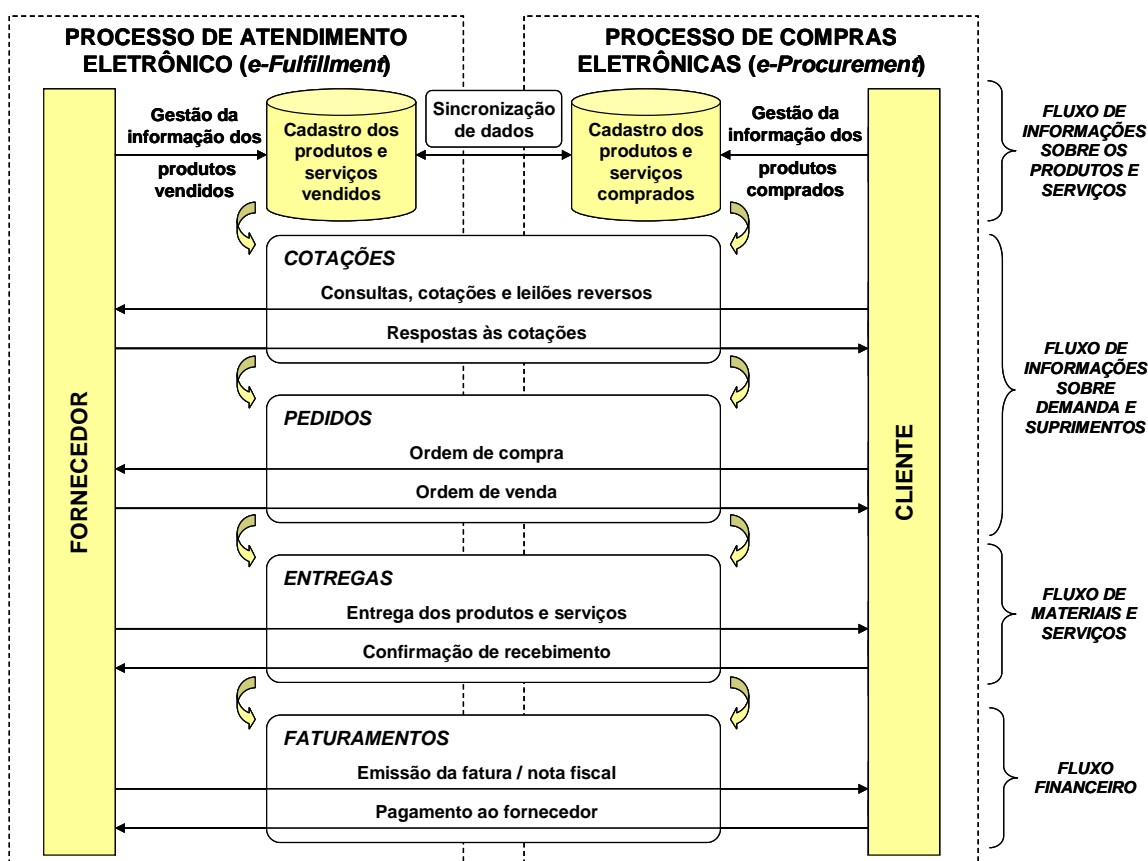 PROCESSO DE ATENDIMENTO
ELETRÔNICO (e-Fulfillment)
PROCESSO DE COMPRAS
ELETRÔNICAS (e-Procurement)
Gestão da
informação dos
produtos
vendidos
Cadastro dos
produtos e
serviços
vendidos
Sincronização
de dados
Cadastro dos
produtos e
serviços
comprados
Gestão da
informação dos
produtos
comprados
FLUXO DE
INFORMAÇÕES
SOBRE OS
PRODUTOS E
SERVIÇOS
COTAÇÕES
Consultas, cotações e leilões reversos
Respostas às cotações
FLUXO DE
INFORMAÇÕES
SOBRE
DEMANDA E
SUPRIMENTOS
PEDIDOS
Ordem de compra
Ordem de venda
FORNECEDOR
CLIENTE
ENTREGAS
Entrega dos produtos e serviços
Confirmação de recebimento
FLUXO DE
MATERIAIS E
SERVIÇOS
FATURAMENTOS
Emissão da fatura / nota fiscal
Pagamento ao fornecedor
FLUXO
FINANCEIRO